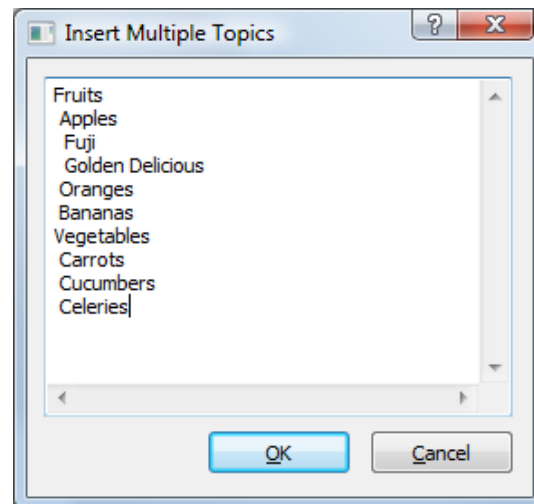 Insert Multiple Topics
Fruits
 Apples
  Fuji
  Golden Delicious
 Oranges
 Bananas
Vegetables
 Carrots
 Cucumbers
 Celeries
OK
Cancel